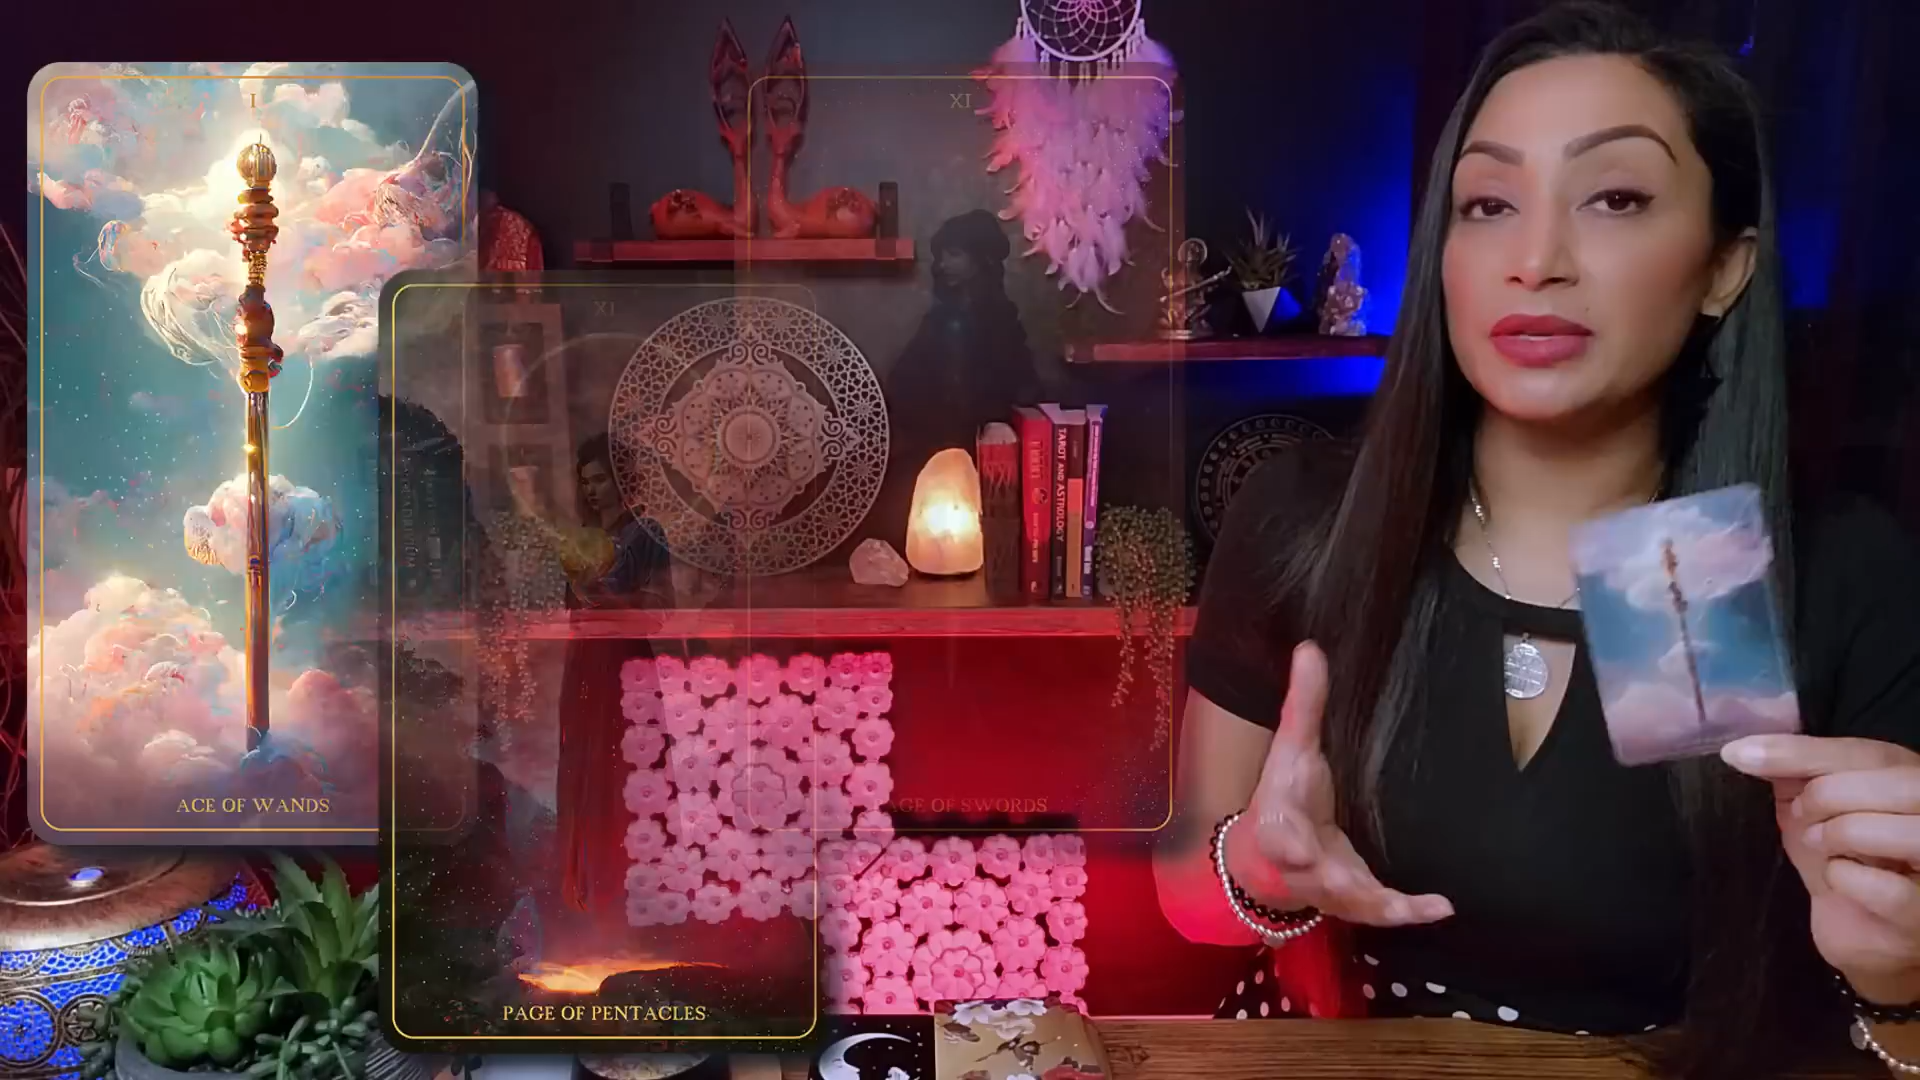 I
ACE OF WANDS
XI
PAGE OF PENTACLES
XI
AGE OF SWORDS
TAROT AND ASTROLOGY